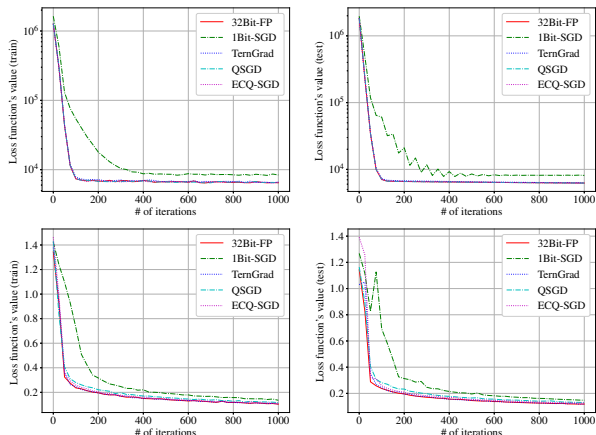 Loss function's value (train)
10^6
10^5
10^4
32Bit-FP
1Bit-SGD
TernGrad
QSGD
ECQ-SGD
0 200 400 600 800 1000
# of iterations
Loss function's value (test)
10^6
10^5
10^4
32Bit-FP
1Bit-SGD
TernGrad
QSGD
ECQ-SGD
0 200 400 600 800 1000
# of iterations
Loss function's value (train)
1.4
1.2
1.0
0.8
0.6
0.4
0.2
32Bit-FP
1Bit-SGD
TernGrad
QSGD
ECQ-SGD
0 200 400 600 800 1000
# of iterations
Loss function's value (test)
1.4
1.2
1.0
0.8
0.6
0.4
0.2
32Bit-FP
1Bit-SGD
TernGrad
QSGD
ECQ-SGD
0 200 400 600 800 1000
# of iterations